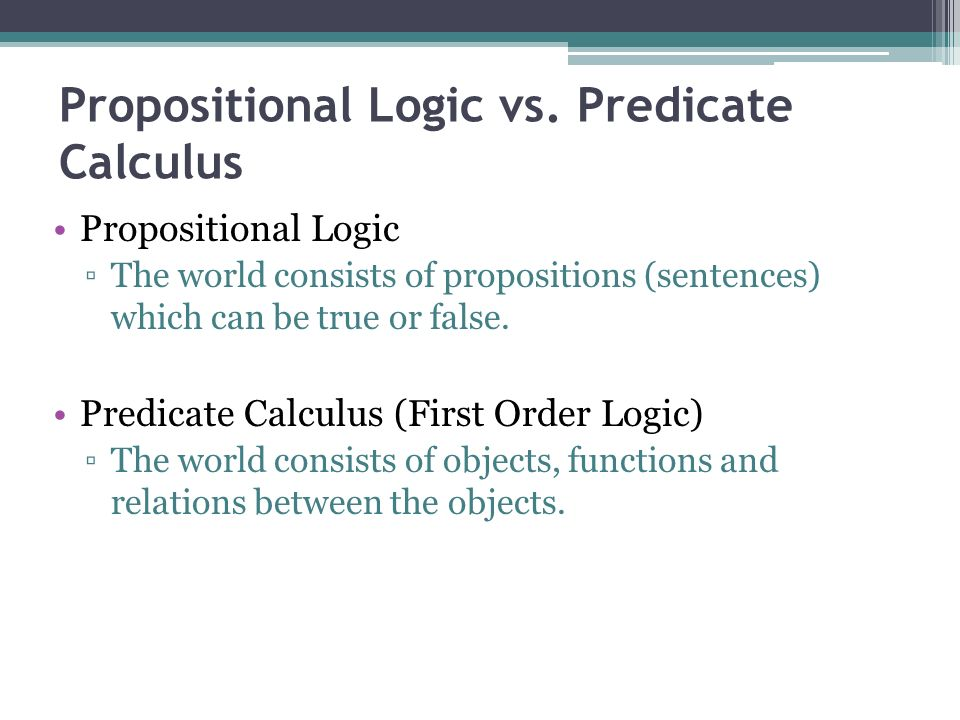 Propositional Logic vs. Predicate
Calculus
• Propositional Logic
▫ The world consists of propositions (sentences)
which can be true or false.
• Predicate Calculus (First Order Logic)
▫ The world consists of objects, functions and
relations between the objects.